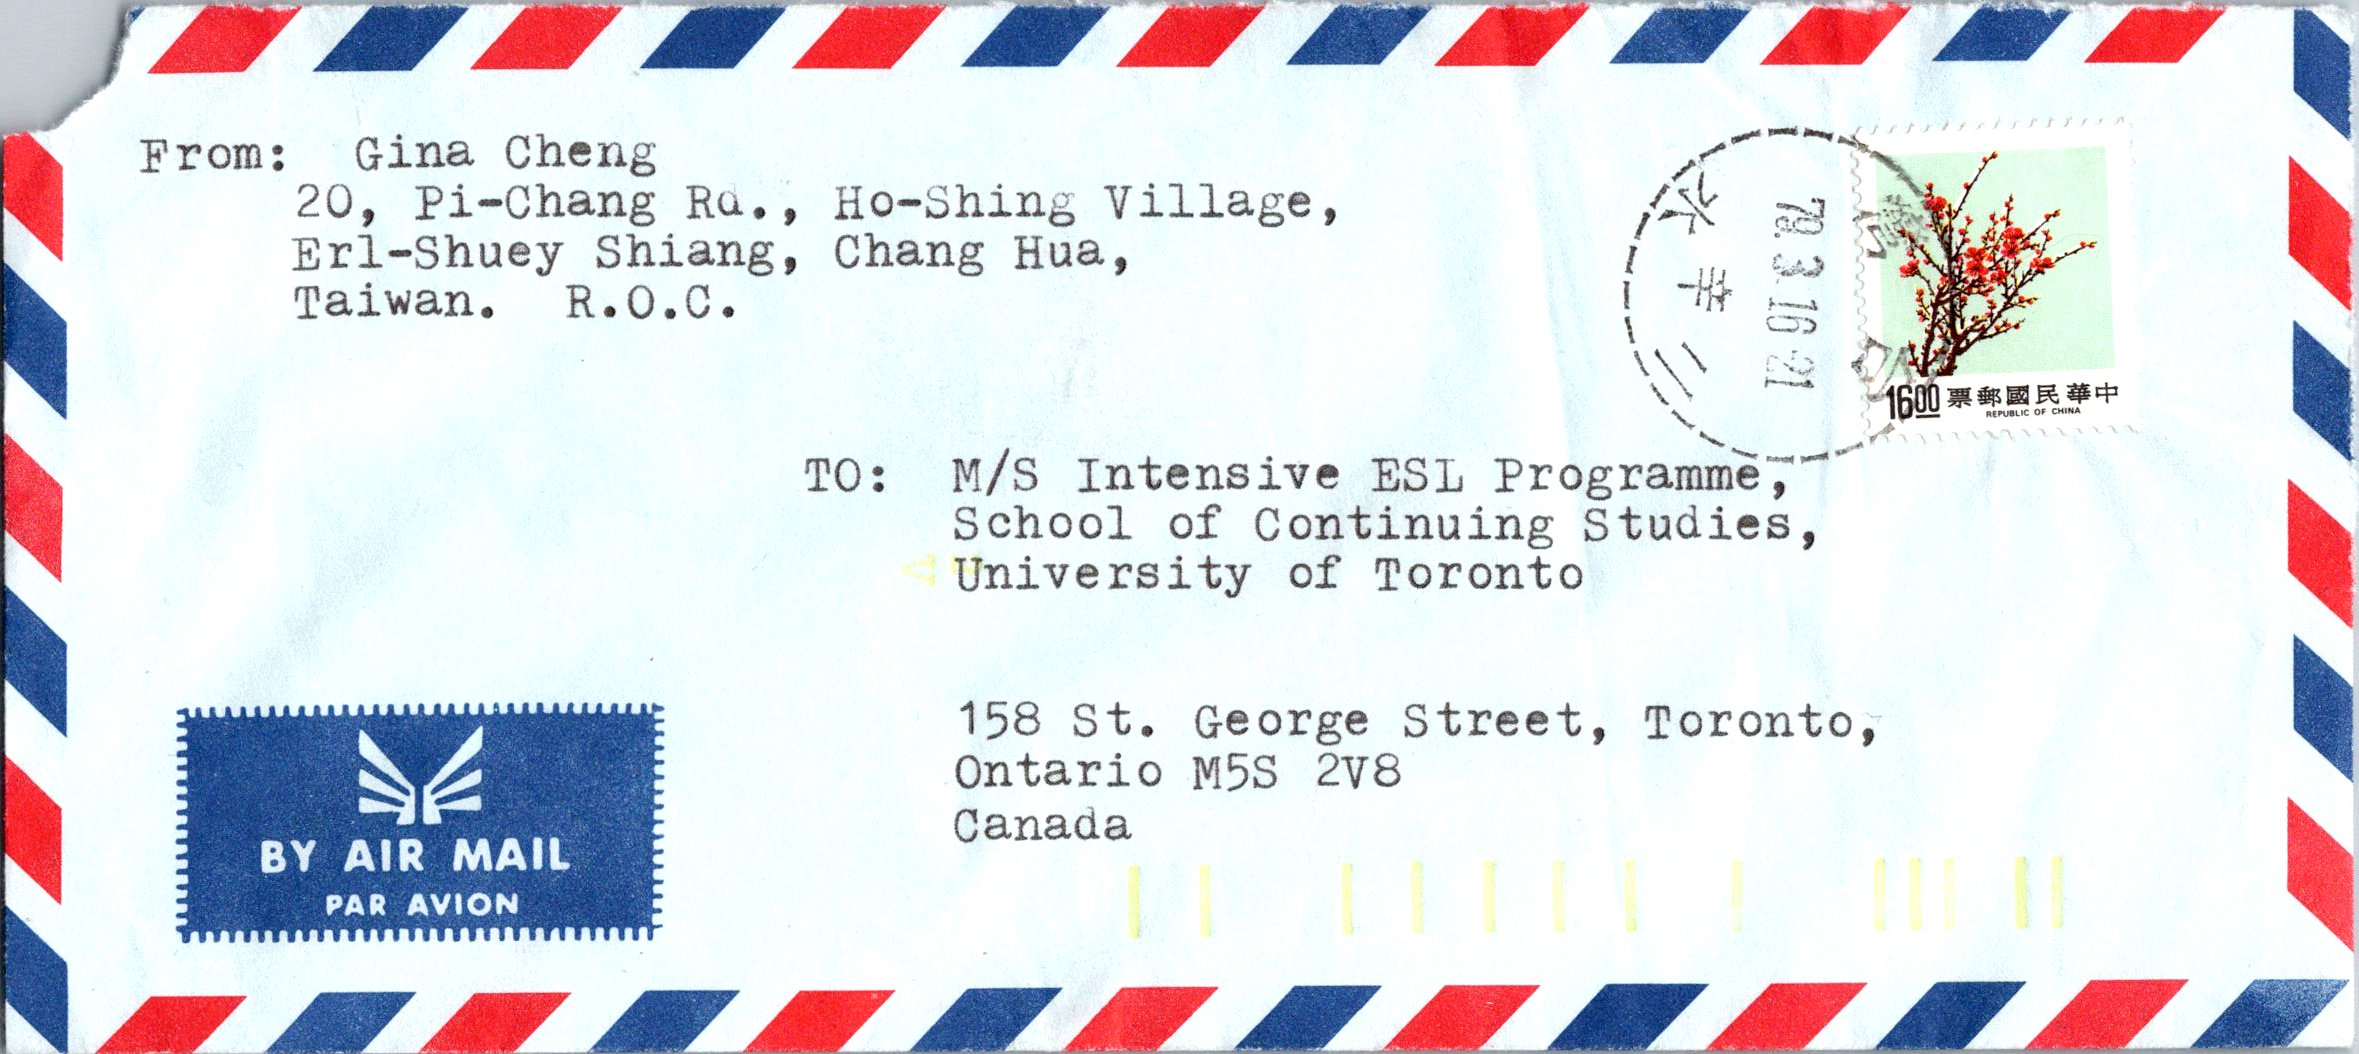 From: Gina Cheng
20, Pi-Chang Rd., Ho-Shing Village,
Erl-Shuey Shiang, Chang Hua,
Taiwan. R.O.C.
79.3.16 21
16.00 票郵國民華中
REPUBLIC OF CHINA
TO: M/S Intensive ESL Programme,
School of Continuing Studies,
University of Toronto
158 St. George Street, Toronto,
Ontario M5S 2V8
Canada
BY AIR MAIL
PAR AVION